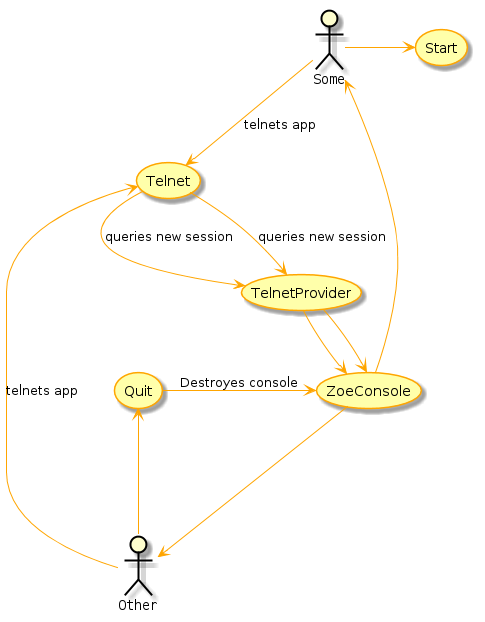 Start
Some
telnets app
Telnet
queries new session
queries new session
TelnetProvider
Destroyes console
Quit
ZoeConsole
telnets app
Other